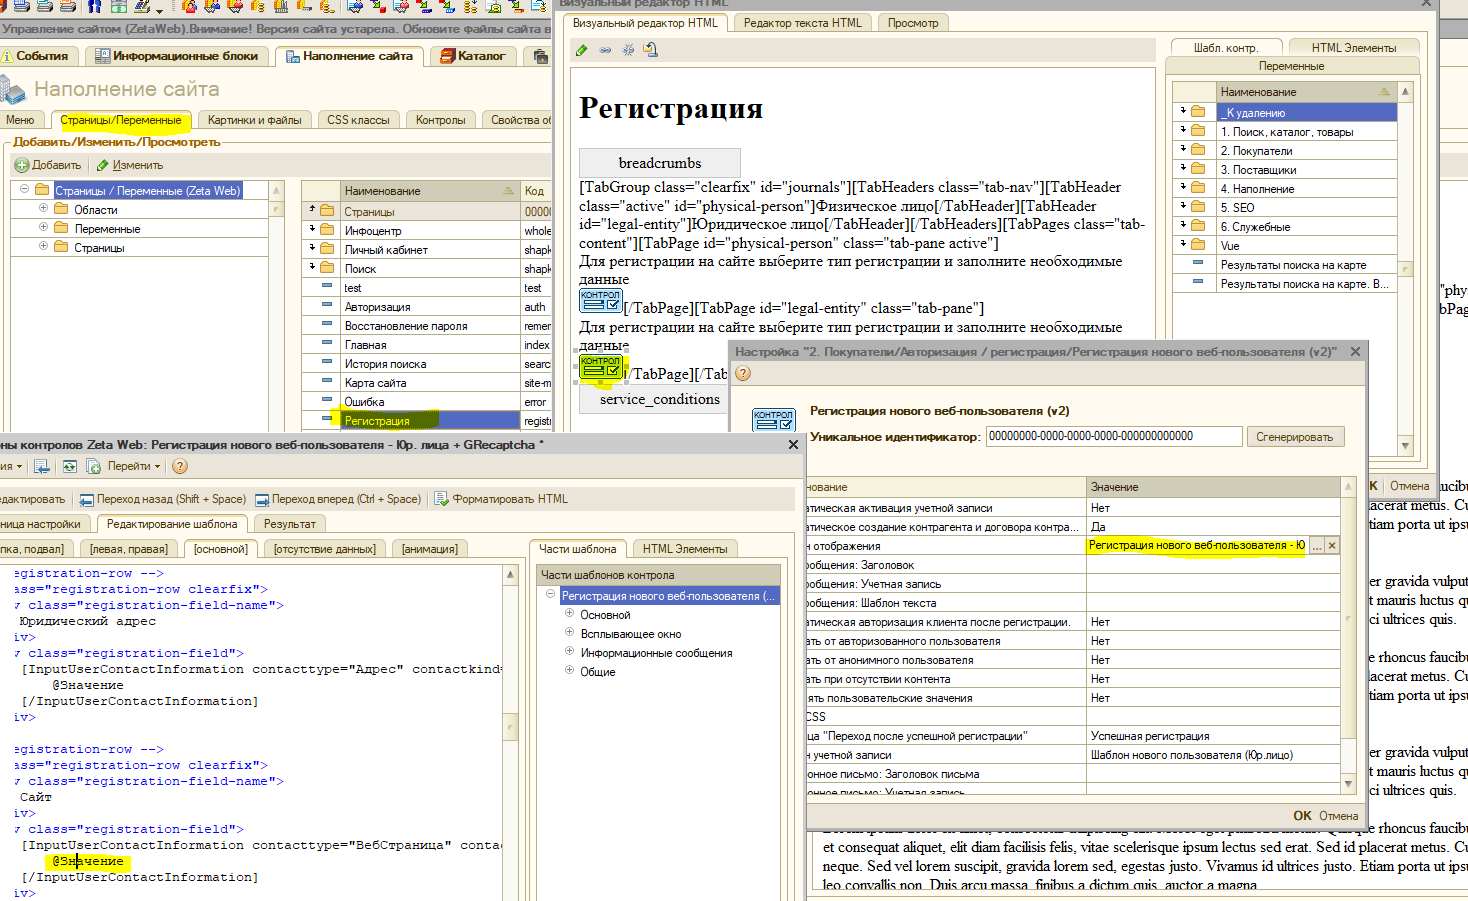 Управление сайтом (ZetaWeb).Внимание! Версия сайта устарела. Обновите файлы сайта в
События
Информационные блоки
Наполнение сайта
Каталог
Наполнение сайта
Меню
Страницы/Переменные
Картинки и файлы
CSS классы
Контролы
Свойства об
Добавить/Изменить/Просмотреть
Добавить
Изменить
Страницы / Переменные (Zeta Web)
Области
Переменные
Страницы
Наименование
Код
Страницы
0000
Инфоцентр
whole
Личный кабинет
shapk
Поиск
shapk
test
test
Авторизация
auth
Восстановление пароля
remem
Главная
index
История поиска
searc
Карта сайта
site-m
Ошибка
error
Регистрация
registr
Визуальный редактор HTML
Визуальный редактор HTML
Редактор текста HTML
Просмотр
Регистрация
breadcrumbs
[TabGroup class="clearfix" id="journals"][TabHeaders class="tab-nav"][TabHeader
class="active" id="physical-person"]Физическое лицо[/TabHeader][TabHeader
id="legal-entity"]Юридическое лицо[/TabHeader][/TabHeaders][TabPages class="tab-
content"][TabPage id="physical-person" class="tab-pane active"]
Для регистрации на сайте выберите тип регистрации и заполните необходимые
данные
КОНТРОЛ
[/TabPage][TabPage id="legal-entity" class="tab-pane"]
Для регистрации на сайте выберите тип регистрации и заполните необходимые
данные
КОНТРОЛ
[/TabPage][/Tab
service_conditions
Шабл. контр.
HTML Элементы
Переменные
Наименование
_К удалению
1. Поиск, каталог, товары
2. Покупатели
3. Поставщики
4. Наполнение
5. SEO
6. Служебные
Vue
Результаты поиска на карте
Результаты поиска на карте. В...
К
Отмена
Настройка "2. Покупатели/Авторизация / регистрация/Регистрация нового веб-пользователя (v2)"
КОНТРОЛ
Регистрация нового веб-пользователя (v2)
Уникальное идентификатор:
00000000-0000-0000-0000-000000000000
Сгенерировать
нование
Значение
атическая активация учетной записи
Нет
атическое создание контрагента и договора контра...
Да
н отображения
Регистрация нового веб-пользователя - Ю
...
ообщения: Заголовок
ообщения: Учетная запись
ообщения: Шаблон текста
атическая авторизация клиента после регистрации.
Нет
ать от авторизованного пользователя
Нет
ать от анонимного пользователя
Нет
ать при отсутствии контента
Нет
ять пользовательские значения
Нет
CSS
ца "Переход после успешной регистрации"
Успешная регистрация
н учетной записи
Шаблон нового пользователя (Юр.лицо)
онное письмо: Заголовок письма
онное письмо: Учетная запись
OK
Отмена
ны контролов Zeta Web: Регистрация нового веб-пользователя - Юр. лица + GRecaptcha *
ия
Перейти
едактировать
Переход назад (Shift + Space)
Переход вперед (Ctrl + Space)
Форматировать HTML
ница настройки
Редактирование шаблона
Результат
пка, подвал]
[левая, правая]
[основной]
[отсутствие данных]
[анимация]
egistration-row -->
ass="registration-row clearfix">
v class="registration-field-name">
Юридический адрес
iv>
v class="registration-field">
[InputUserContactInformation contacttype="Адрес" contactkind=
@Значение
[/InputUserContactInformation]
iv>
egistration-row -->
ass="registration-row clearfix">
v class="registration-field-name">
Сайт
iv>
v class="registration-field">
[InputUserContactInformation contacttype="ВебСтраница" contac
@Значение
[/InputUserContactInformation]
iv>
Части шаблона
HTML Элементы
Части шаблонов контрола
Регистрация нового веб-пользователя (...
Основной
Всплывающее окно
Информационные сообщения
Общие
"phys
bPag
faucibu
lacerat metus. Cu
tiam porta ut ipsu
er gravida vulput
t mauris luctus qu
ci ultrices quis.
e rhoncus faucibu
lacerat metus. Cu
tiam porta ut ipsu
er gravida vulput
t mauris luctus qu
ci ultrices quis.
rhoncus faucibu
et consequat aliquet, elit diam facilisis felis, vitae scelerisque ipsum lectus sed erat. Sed id placerat metus. Cu
neque. Sed vel lorem suscipit, gravida lorem sed, egestas justo. Vivamus id ultrices justo. Etiam porta ut ipsu
leo convallis non. Duis arcu massa, finibus a dictum quis, auctor a magna.